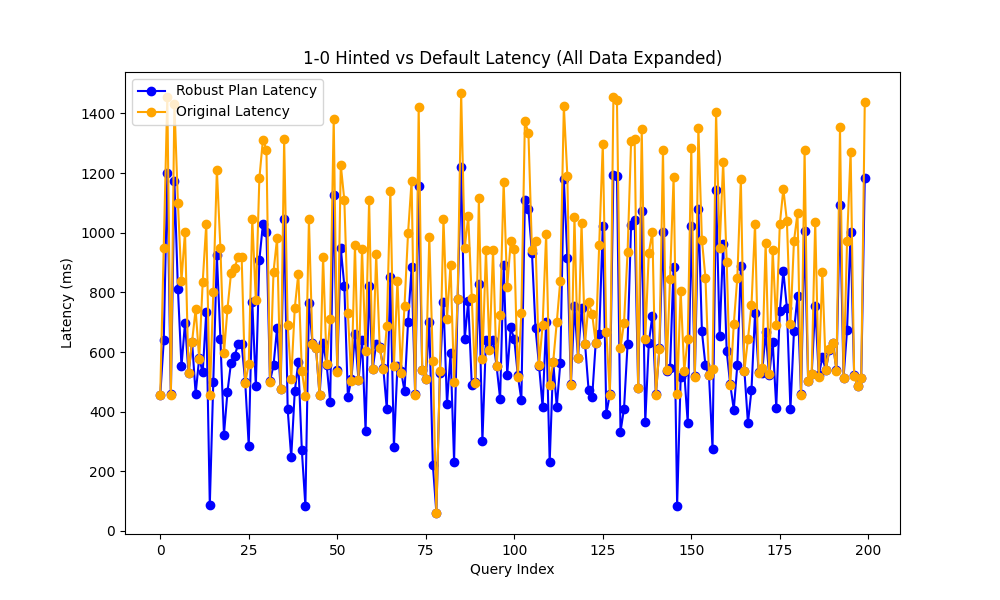 1-0 Hinted vs Default Latency (All Data Expanded)
Robust Plan Latency
Original Latency
Latency (ms)
1400
1200
1000
800
600
400
200
0
0 25 50 75 100 125 150 175 200
Query Index